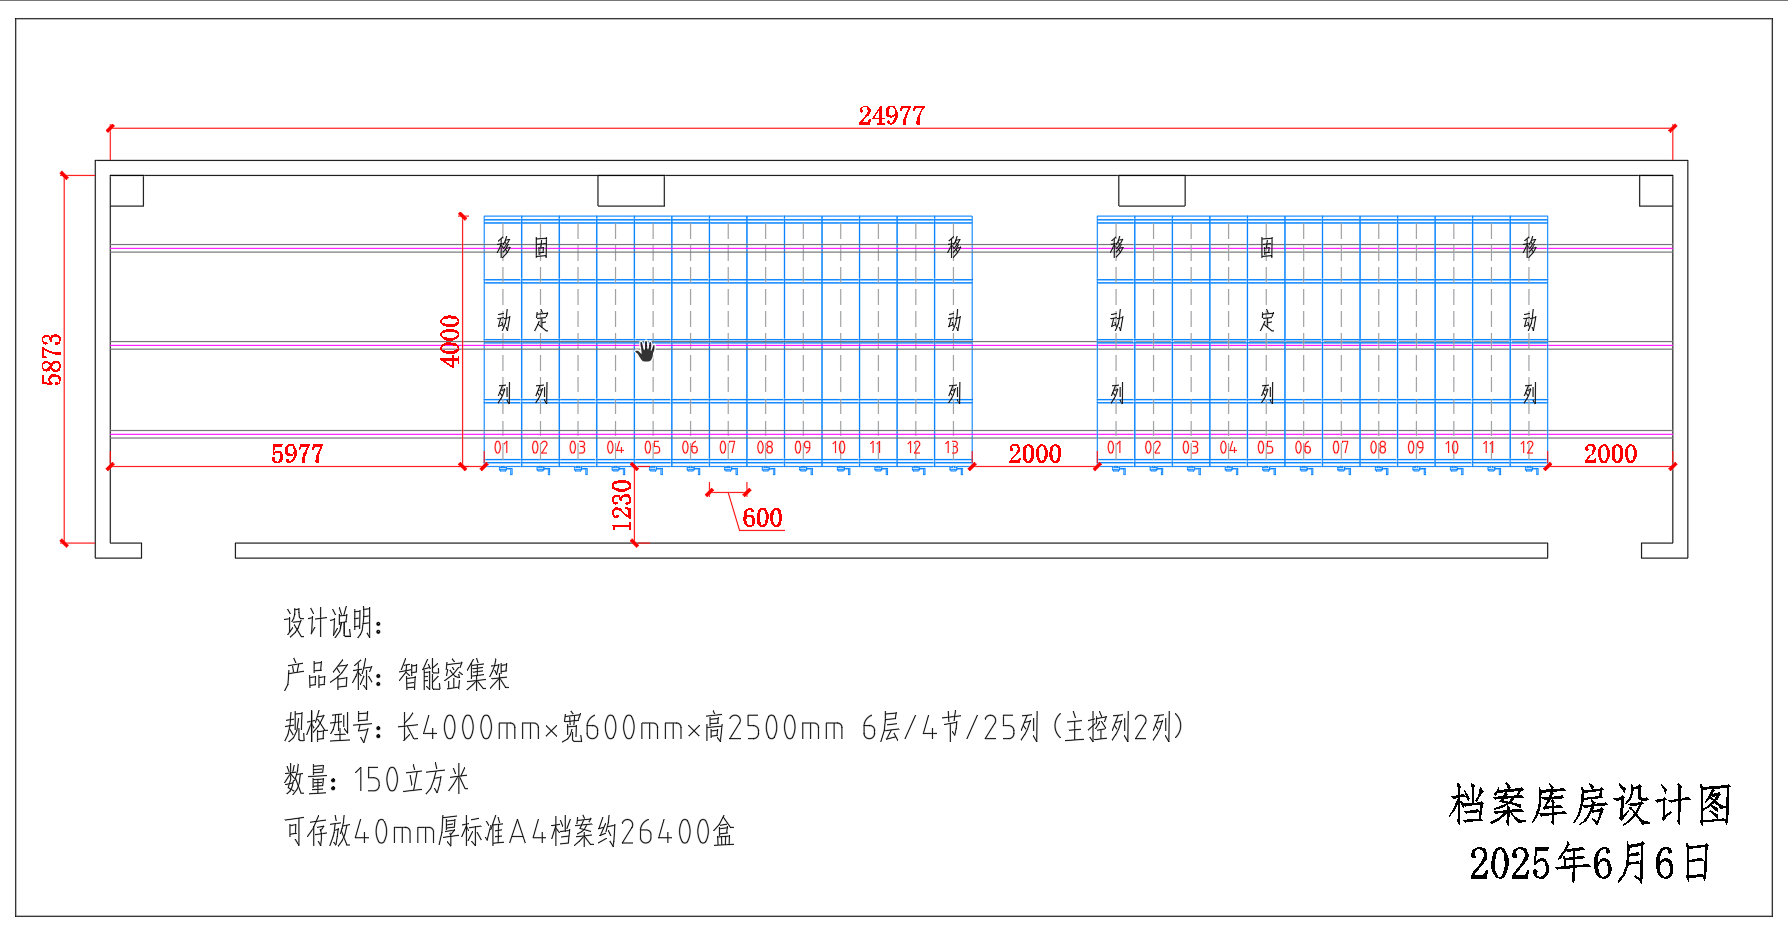 24977
移 固 移 移 固 移
5873
4000
动 定 动 动 定 动
列 列 列 列 列 列
01 02 03 04 05 06 07 08 09 10 11 12 13
01 02 03 04 05 06 07 08 09 10 11 12
5977
2000
2000
1230
600
设计说明：
产品名称：智能密集架
规格型号：长4000mm×宽600mm×高2500mm 6层/4节/25列（主控列2列）
数量：150立方米
可存放40mm厚标准A4档案约26400盒
档案库房设计图
2025年6月6日